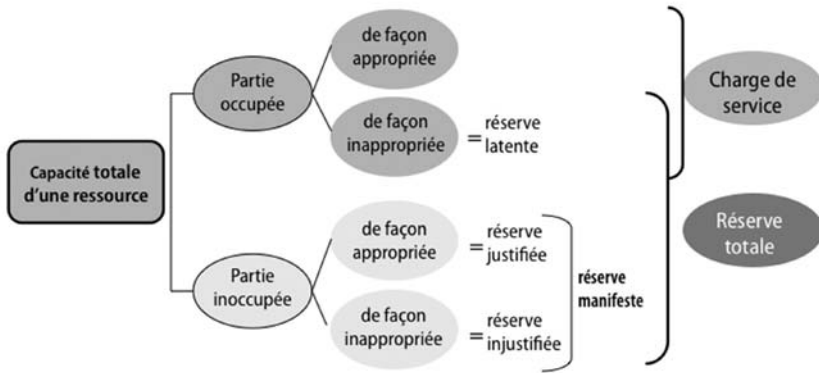 Capacité totale
d'une ressource
Partie
occupée
de façon
appropriée
de façon
inappropriée
= réserve
latente
Partie
inoccupée
de façon
appropriée
= réserve
justifiée
de façon
inappropriée
= réserve
injustifiée
réserve
manifeste
Charge de
service
Réserve
totale